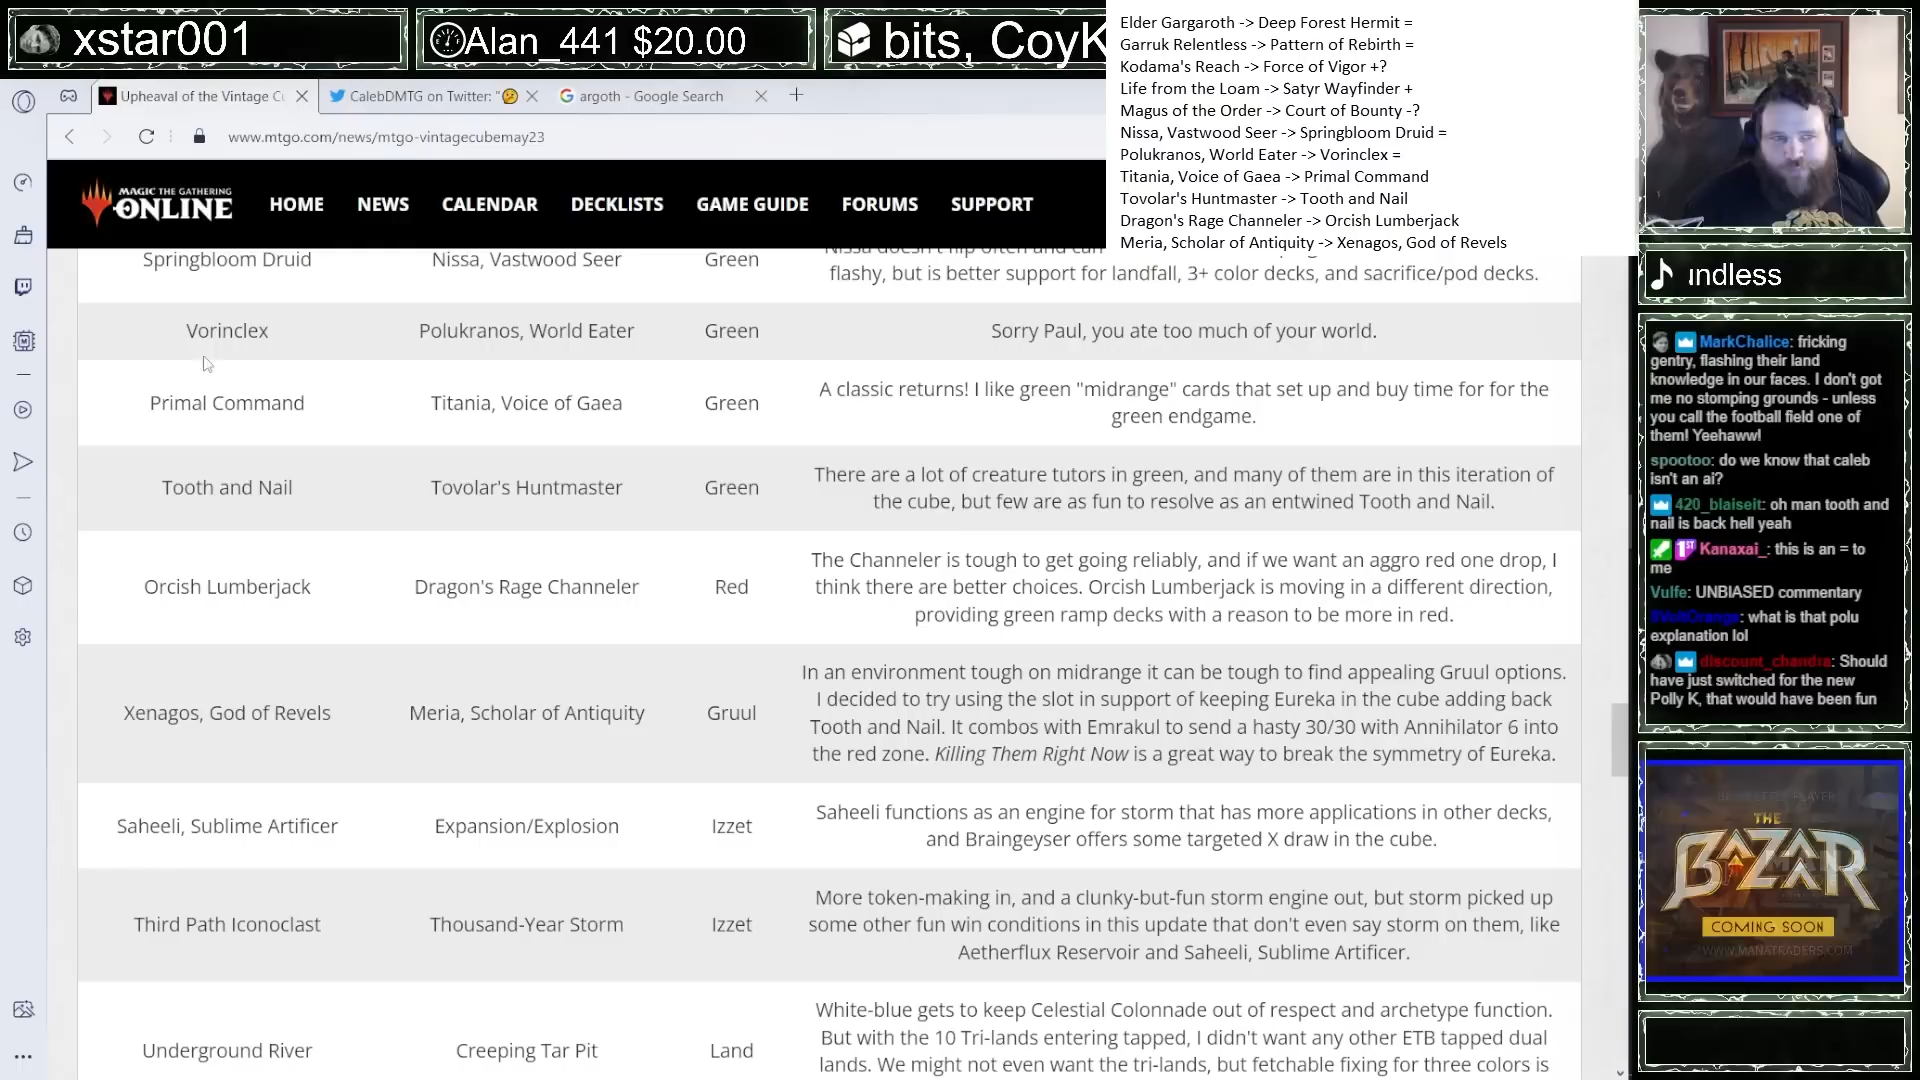 xstar001
Alan_441 $20.00
bits, CoyK
Elder Gargaroth -> Deep Forest Hermit =
Garruk Relentless -> Pattern of Rebirth =
Kodama's Reach -> Force of Vigor +?
Life from the Loam -> Satyr Wayfinder +
Magus of the Order -> Court of Bounty -?
Nissa, Vastwood Seer -> Springbloom Druid =
Polukranos, World Eater -> Vorinclex =
Titania, Voice of Gaea -> Primal Command
Tovolar's Huntmaster -> Tooth and Nail
Dragon's Rage Channeler -> Orcish Lumberjack
Meria, Scholar of Antiquity -> Xenagos, God of Revels
Upheaval of the Vintage Cu
CalebDMTG on Twitter: "
argoth - Google Search
www.mtgo.com/news/mtgo-vintagecubemay23
MAGIC THE GATHERING
ONLINE
HOME NEWS CALENDAR DECKLISTS GAME GUIDE FORUMS SUPPORT
Springbloom Druid Nissa, Vastwood Seer Green
Nissa doesn't flip often and can
flashy, but is better support for landfall, 3+ color decks, and sacrifice/pod decks.
Vorinclex Polukranos, World Eater Green Sorry Paul, you ate too much of your world.
Primal Command Titania, Voice of Gaea Green
A classic returns! I like green "midrange" cards that set up and buy time for for the
green endgame.
Tooth and Nail Tovolar's Huntmaster Green
There are a lot of creature tutors in green, and many of them are in this iteration of
the cube, but few are as fun to resolve as an entwined Tooth and Nail.
Orcish Lumberjack Dragon's Rage Channeler Red
The Channeler is tough to get going reliably, and if we want an aggro red one drop, I
think there are better choices. Orcish Lumberjack is moving in a different direction,
providing green ramp decks with a reason to be more in red.
Xenagos, God of Revels Meria, Scholar of Antiquity Gruul
In an environment tough on midrange it can be tough to find appealing Gruul options.
I decided to try using the slot in support of keeping Eureka in the cube adding back
Tooth and Nail. It combos with Emrakul to send a hasty 30/30 with Annihilator 6 into
the red zone. Killing Them Right Now is a great way to break the symmetry of Eureka.
Saheeli, Sublime Artificer Expansion/Explosion Izzet
Saheeli functions as an engine for storm that has more applications in other decks,
and Braingeyser offers some targeted X draw in the cube.
Third Path Iconoclast Thousand-Year Storm Izzet
More token-making in, and a clunky-but-fun storm engine out, but storm picked up
some other fun win conditions in this update that don't even say storm on them, like
Aetherflux Reservoir and Saheeli, Sublime Artificer.
Underground River Creeping Tar Pit Land
White-blue gets to keep Celestial Colonnade out of respect and archetype function.
But with the 10 Tri-lands entering tapped, I didn't want any other ETB tapped dual
lands. We might not even want the tri-lands, but fetchable fixing for three colors is
ındless
MarkChalice: fricking
gentry, flashing their land
knowledge in our faces. I don't got
me no stomping grounds - unless
you call the football field one of
them! Yeehaww!
spootoo: do we know that caleb
isn't an ai?
420_blaiseit: oh man tooth and
nail is back hell yeah
1ST Kanaxai_: this is an = to
me
Vulfe: UNBIASED commentary
what is that polu
explanation lol
discount_chandra: Should
have just switched for the new
Polly K, that would have been fun
THE
BAZAAR
COMING SOON
WWW.MANATRADERS.COM